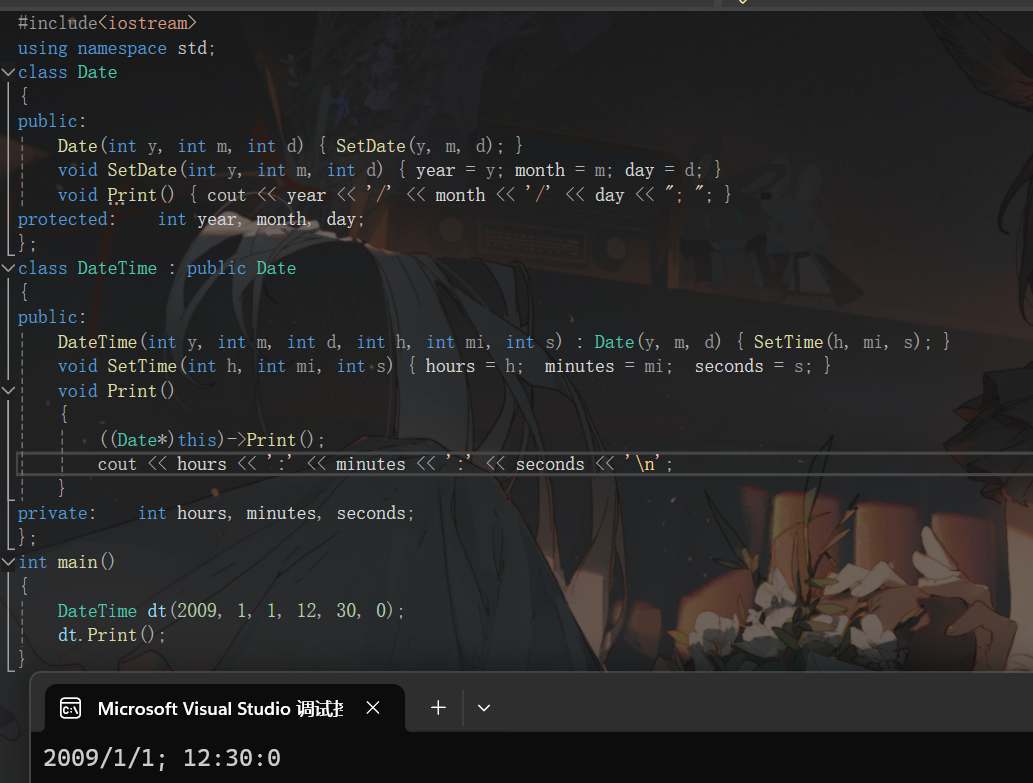 #include<iostream>
using namespace std;
class Date
{
public:
    Date(int y, int m, int d) { SetDate(y, m, d); }
    void SetDate(int y, int m, int d) { year = y; month = m; day = d; }
    void Print() { cout << year << '/' << month << '/' << day << "; "; }
protected:    int year, month, day;
};
class DateTime : public Date
{
public:
    DateTime(int y, int m, int d, int h, int mi, int s) : Date(y, m, d) { SetTime(h, mi, s); }
    void SetTime(int h, int mi, int s) { hours = h;  minutes = mi;  seconds = s; }
    void Print()
    {
        ((Date*)this)->Print();
        cout << hours << ':' << minutes << ':' << seconds << '\n';
    }
private:    int hours, minutes, seconds;
};
int main()
{
    DateTime dt(2009, 1, 1, 12, 30, 0);
    dt.Print();
}
Microsoft Visual Studio 调试
2009/1/1; 12:30:0